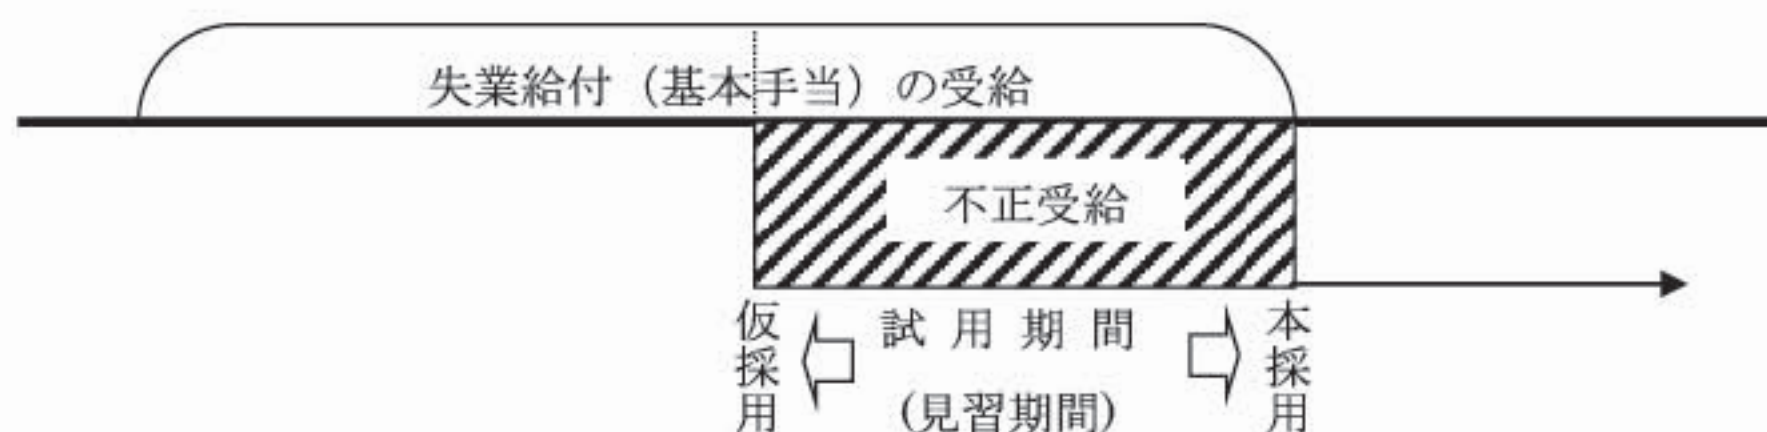 失業給付（基本手当）の受給
不正受給
仮採用
試用期間
(見習期間)
本採用